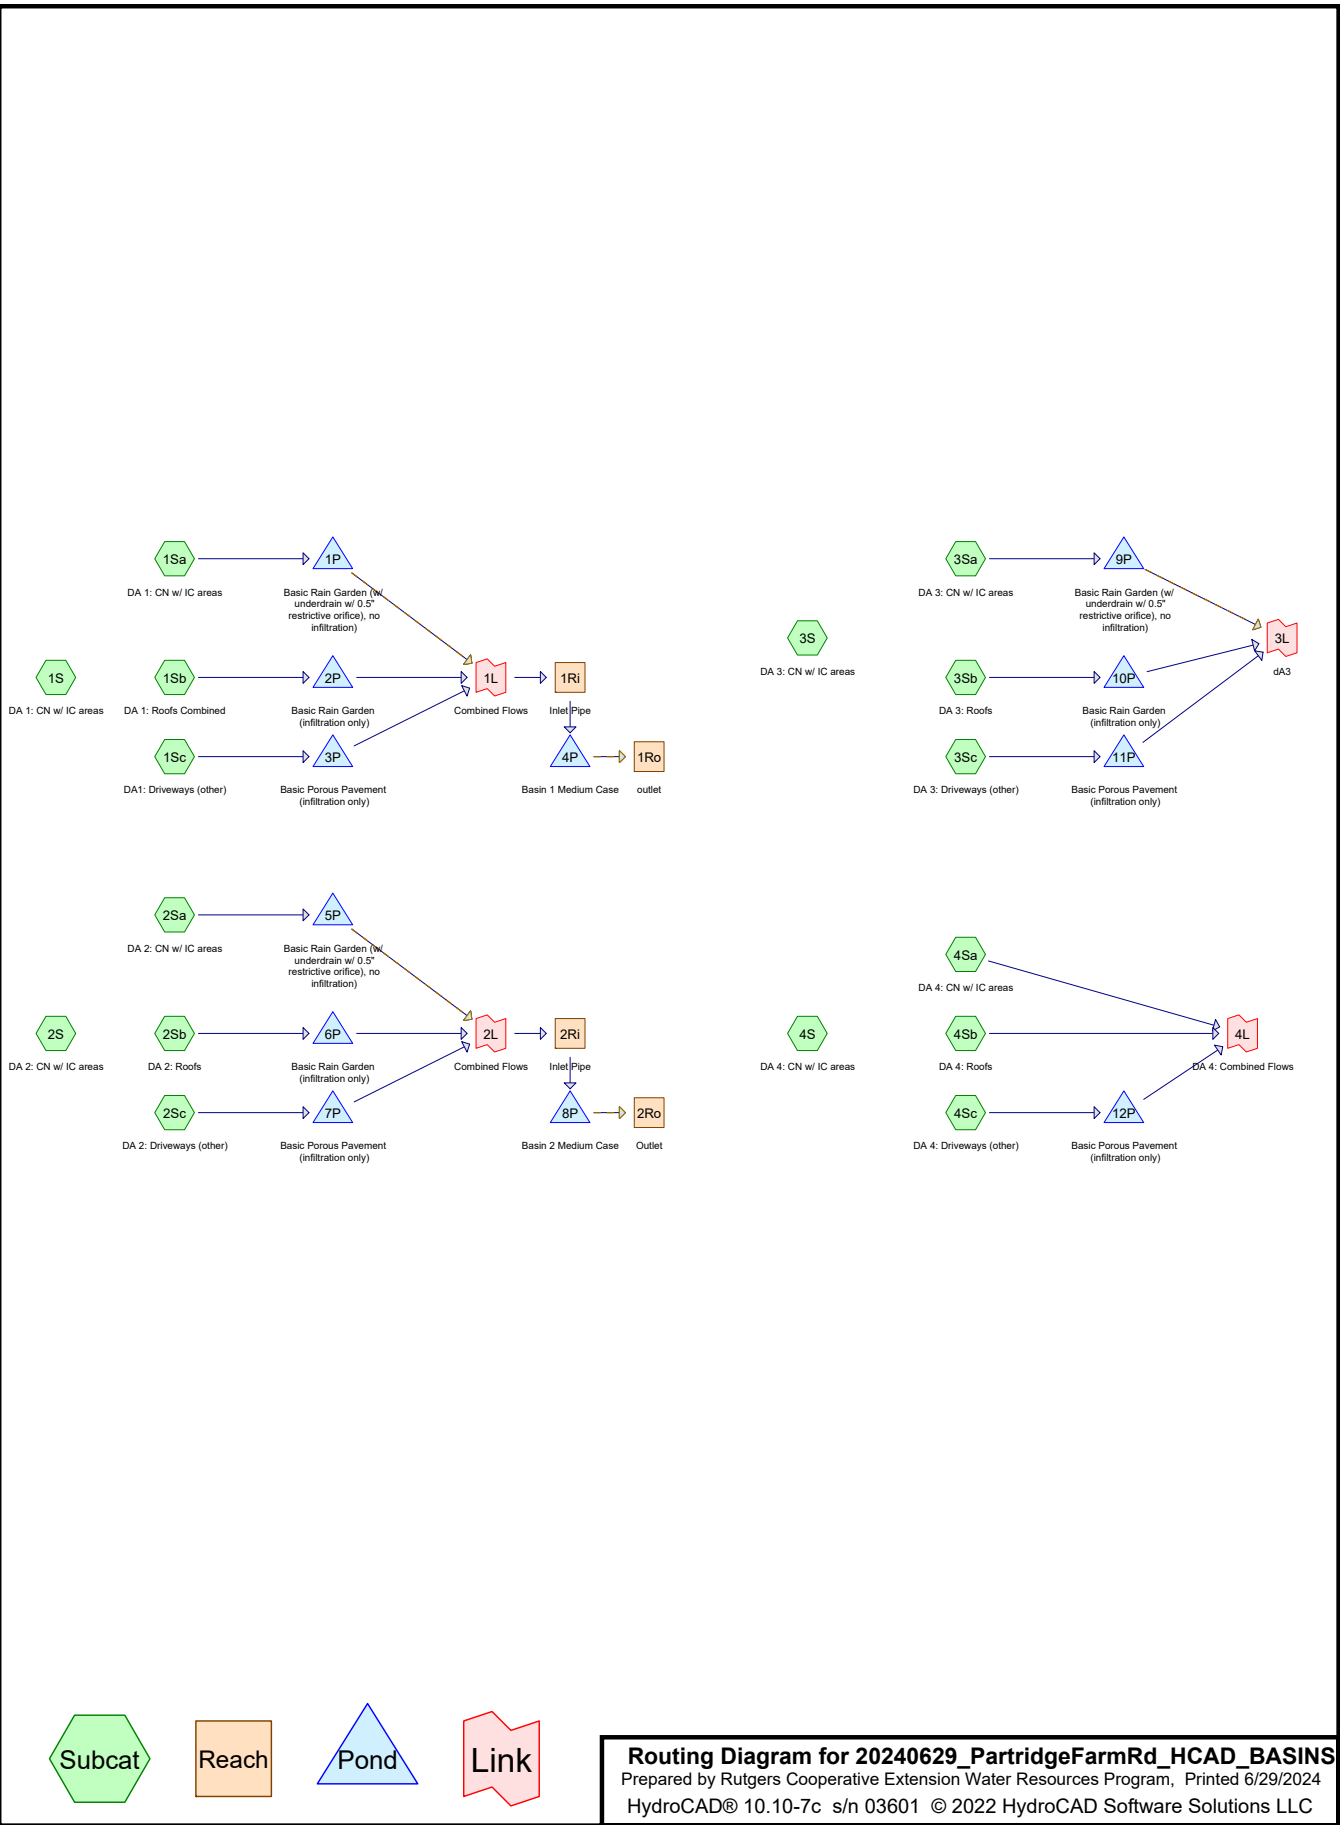 1Sa
DA 1: CN w/ IC areas
1P
Basic Rain Garden (w/
underdrain w/ 0.5"
restrictive orifice), no
infiltration)
1S
DA 1: CN w/ IC areas
1Sb
DA 1: Roofs Combined
2P
Basic Rain Garden
(infiltration only)
1L
Combined Flows
1Ri
Inlet Pipe
1Sc
DA1: Driveways (other)
3P
Basic Porous Pavement
(infiltration only)
4P
Basin 1 Medium Case
1Ro
outlet
3Sa
DA 3: CN w/ IC areas
9P
Basic Rain Garden (w/
underdrain w/ 0.5"
restrictive orifice), no
infiltration)
3S
DA 3: CN w/ IC areas
3L
dA3
3Sb
DA 3: Roofs
10P
Basic Rain Garden
(infiltration only)
3Sc
DA 3: Driveways (other)
11P
Basic Porous Pavement
(infiltration only)
2Sa
DA 2: CN w/ IC areas
5P
Basic Rain Garden (w/
underdrain w/ 0.5"
restrictive orifice), no
infiltration)
2S
DA 2: CN w/ IC areas
2Sb
DA 2: Roofs
6P
Basic Rain Garden
(infiltration only)
2L
Combined Flows
2Ri
Inlet Pipe
2Sc
DA 2: Driveways (other)
7P
Basic Porous Pavement
(infiltration only)
8P
Basin 2 Medium Case
2Ro
Outlet
4Sa
DA 4: CN w/ IC areas
4S
DA 4: CN w/ IC areas
4Sb
DA 4: Roofs
4L
DA 4: Combined Flows
4Sc
DA 4: Driveways (other)
12P
Basic Porous Pavement
(infiltration only)
Subcat
Reach
Pond
Link
Routing Diagram for 20240629_PartridgeFarmRd_HCAD_BASINS
Prepared by Rutgers Cooperative Extension Water Resources Program, Printed 6/29/2024
HydroCAD® 10.10-7c s/n 03601 © 2022 HydroCAD Software Solutions LLC